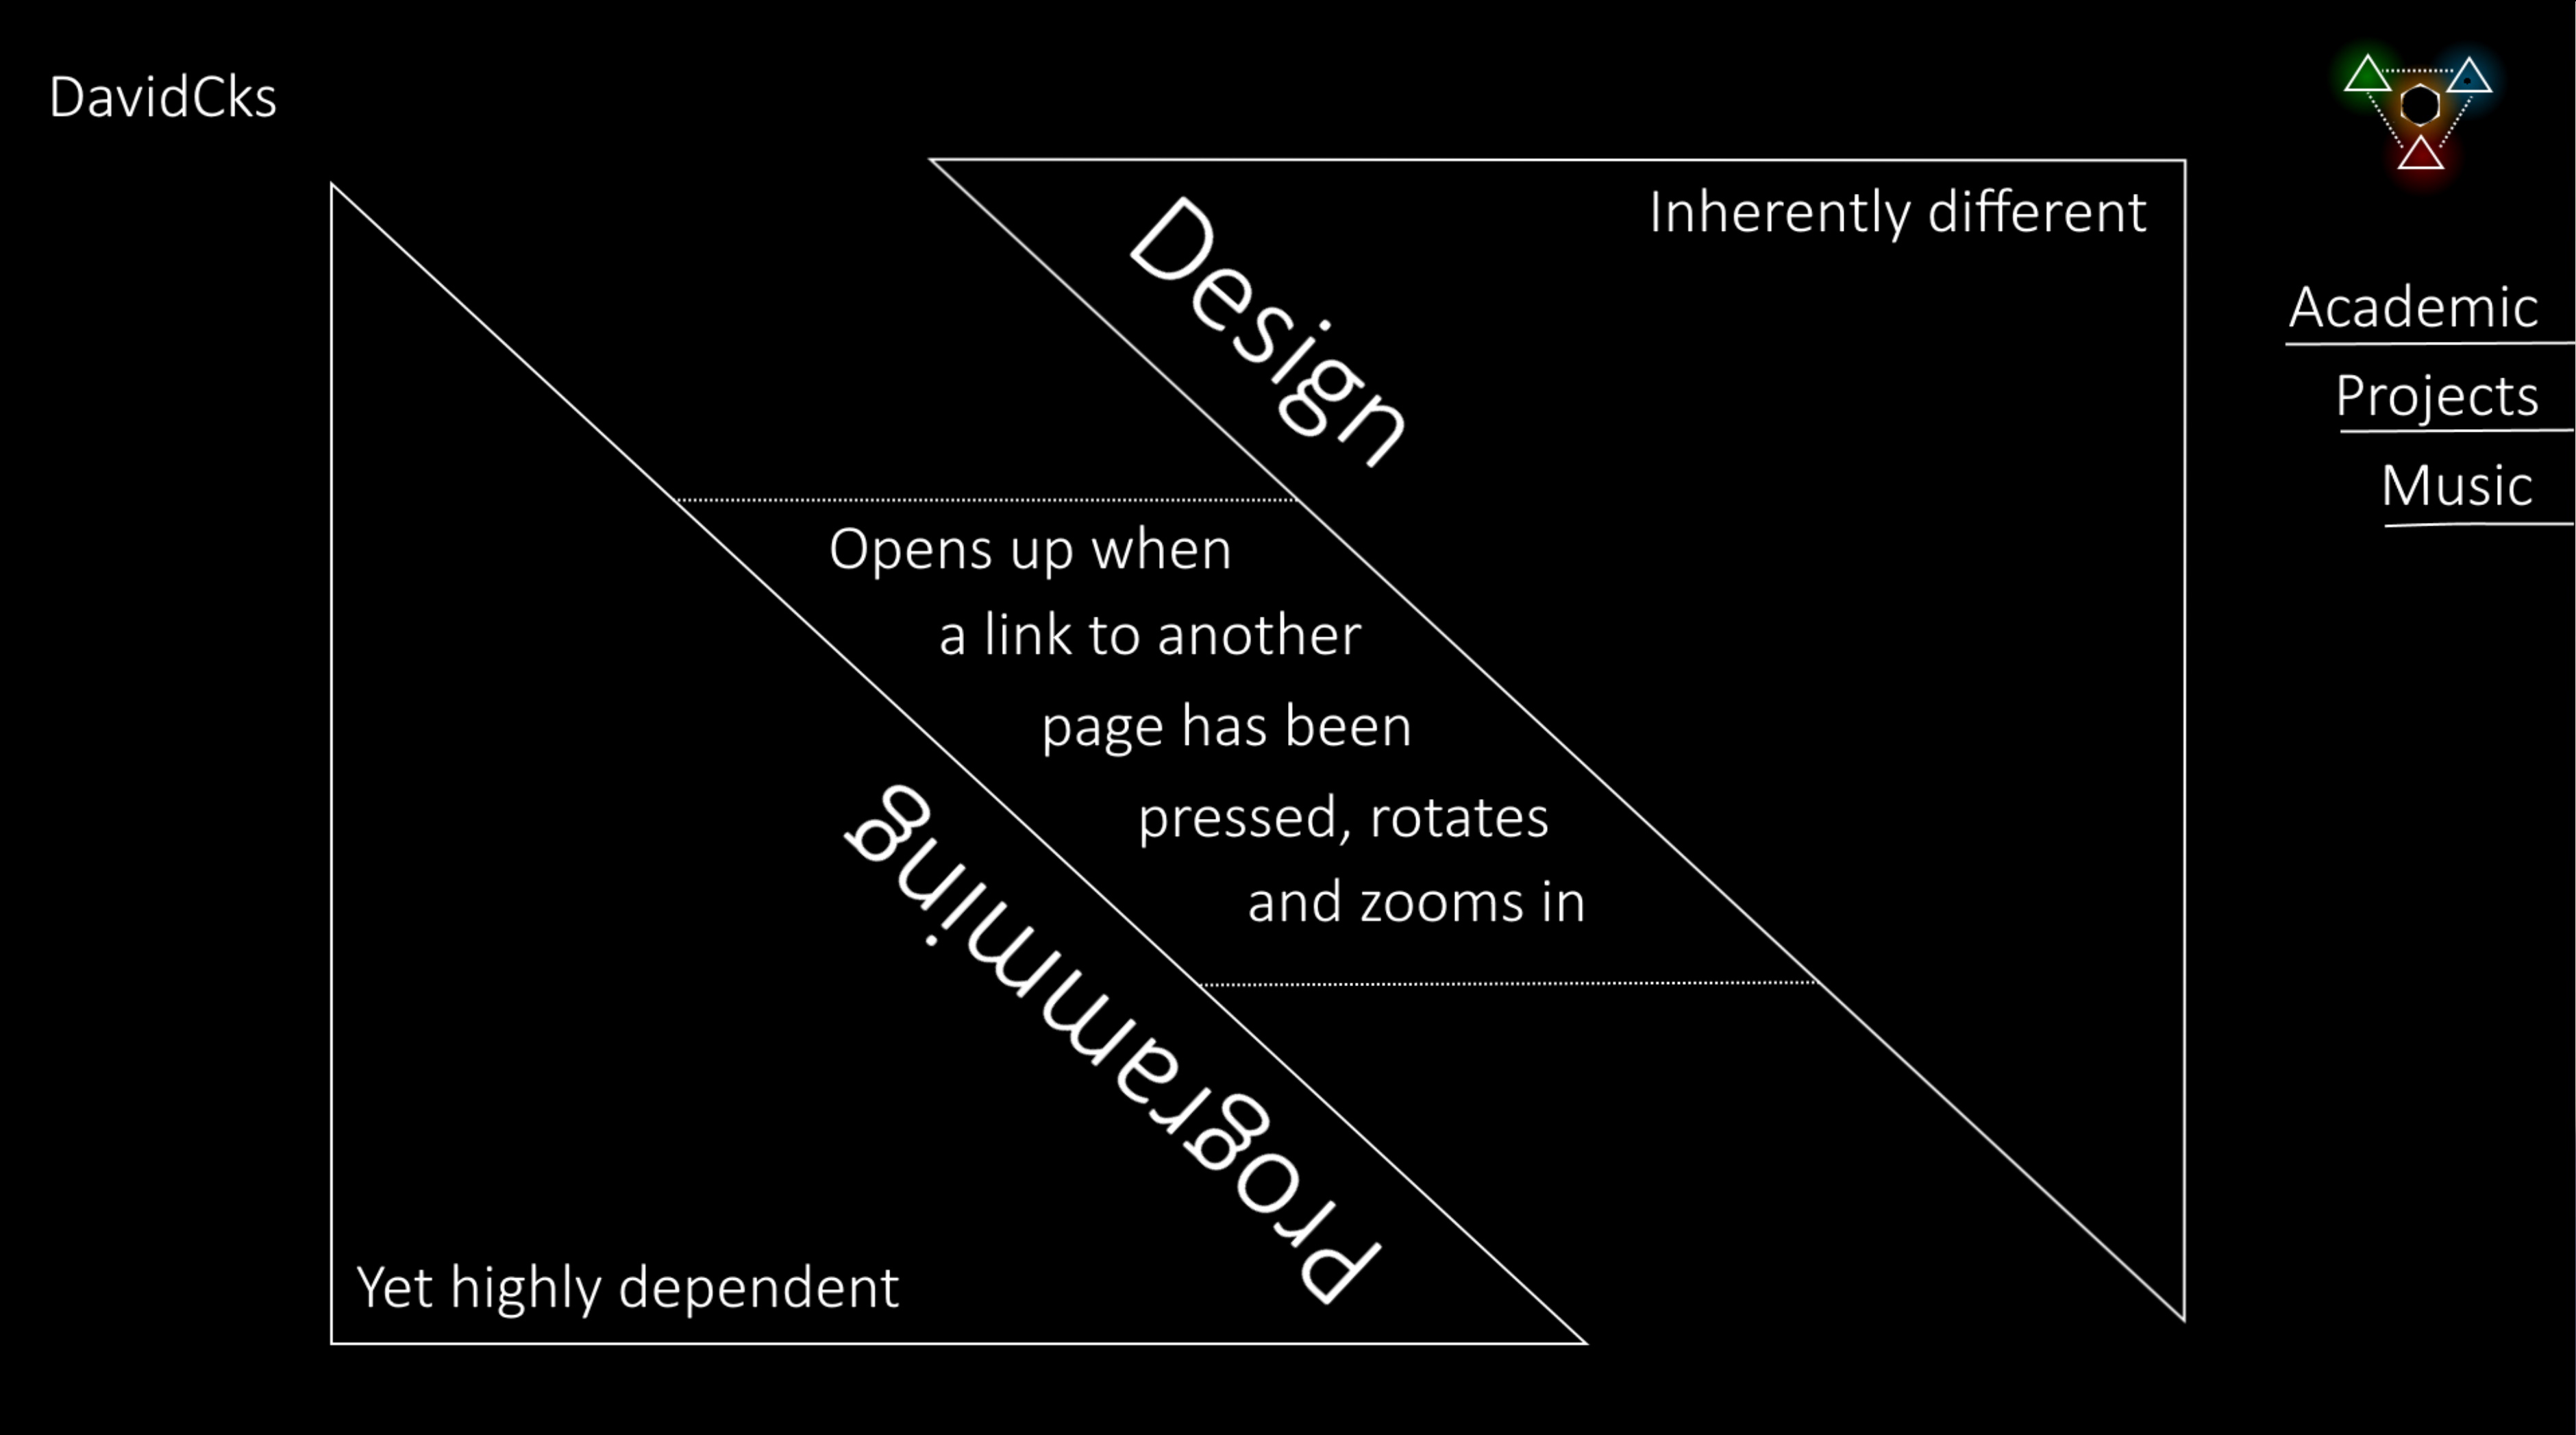 DavidCks
Design
Inherently different
Academic
Projects
Music
Opens up when
a link to another
page has been
pressed, rotates
and zooms in
Programming
Yet highly dependent